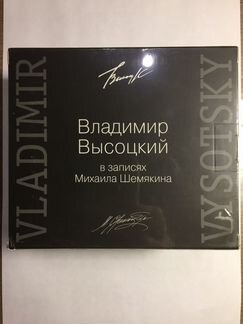 VLADIMIR
Владимир
Высоцкий
в записях
Михаила Шемякина
VYSOTSKY